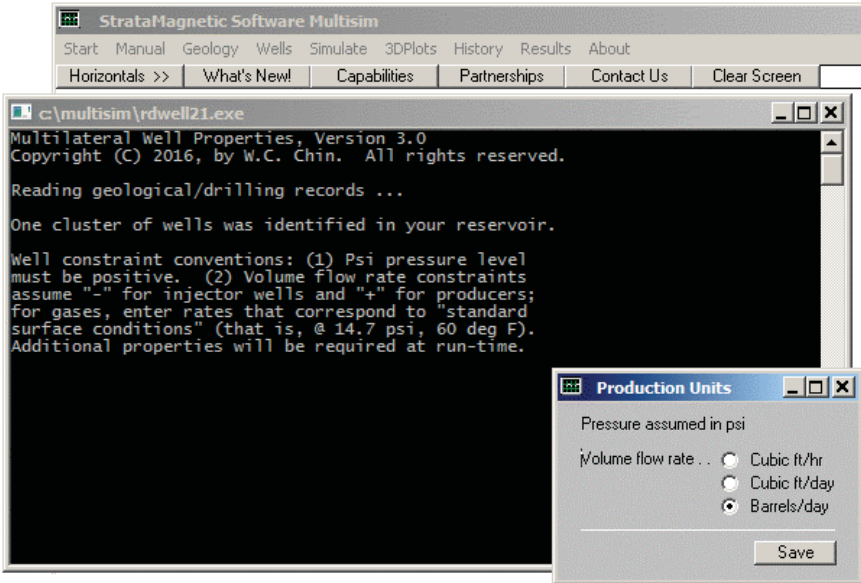 StrataMagnetic Software Multisim
Start Manual Geology Wells Simulate 3DPlots History Results About
Horizontals >> What's New! Capabilities Partnerships Contact Us Clear Screen
c:\multisim\rdwell21.exe
Multilateral Well Properties, Version 3.0
Copyright (C) 2016, by W.C. Chin.  All rights reserved.
Reading geological/drilling records ...
One cluster of wells was identified in your reservoir.
Well constraint conventions: (1) Psi pressure level
must be positive.  (2) Volume flow rate constraints
assume "-" for injector wells and "+" for producers;
for gases, enter rates that correspond to "standard
surface conditions" (that is, @ 14.7 psi, 60 deg F).
Additional properties will be required at run-time.
Production Units
Pressure assumed in psi
Volume flow rate . . Cubic ft/hr
Cubic ft/day
Barrels/day
Save